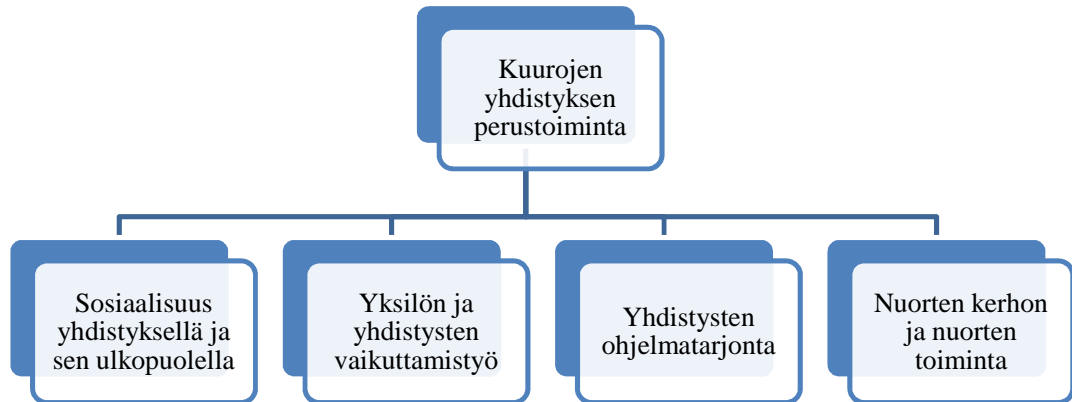 Kuurojen
yhdistyksen
perustoiminta
Sosiaalisuus
yhdistyksellä ja
sen ulkopuolella
Yksilön ja
yhdistysten
vaikuttamistyö
Yhdistysten
ohjelmatarjonta
Nuorten kerhon
ja nuorten
toiminta